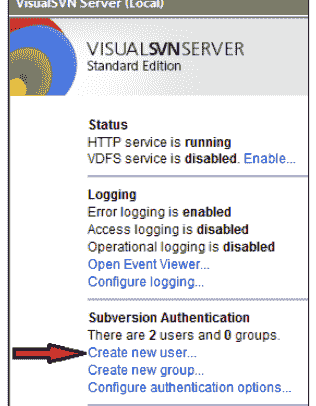 VisualSVN Server (Local)
VISUALSVNSERVER
Standard Edition
Status
HTTP service is running
VDFS service is disabled. Enable...
Logging
Error logging is enabled
Access logging is disabled
Operational logging is disabled
Open Event Viewer...
Configure logging...
Subversion Authentication
There are 2 users and 0 groups.
Create new user...
Create new group...
Configure authentication options...